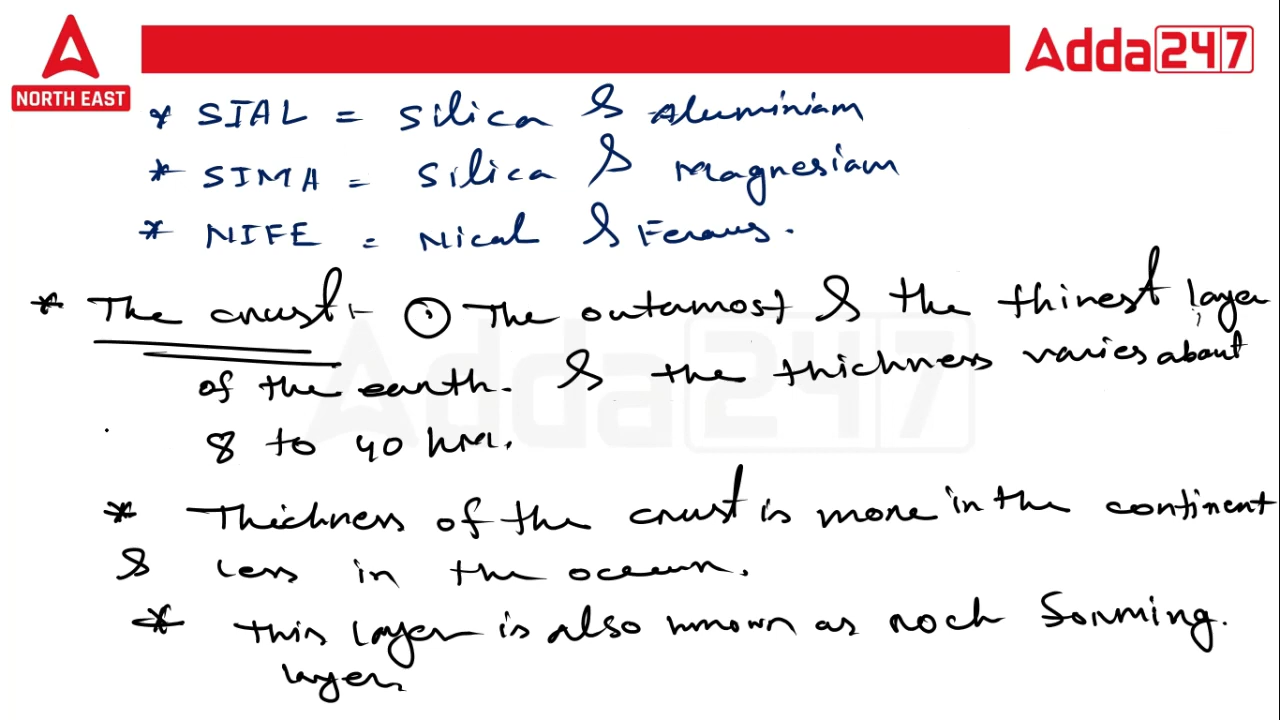 NORTH EAST
Adda247
* SIAL = Silica & Aluminiam
* SIMA = Silica & Magnesiam
* NIFE = Nical & Ferous.
* The crust:- ① The outamost & the thinest layer
of the earth. & the thickness varies about
8 to 40 km.
* Thickness of the crust is more in the continent
& less in the ocean.
* This layer is also known as rock forming.
layer
Adda247